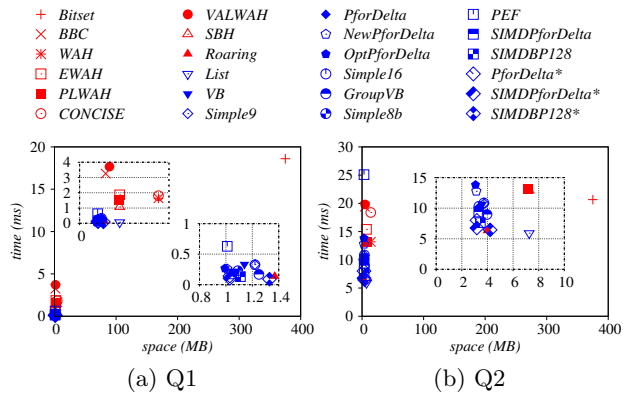 Bitset VALWAH PforDelta PEF
BBC SBH NewPforDelta SIMDPforDelta
WAH Roaring OptPforDelta SIMDBP128
EWAH List Simple16 PforDelta*
PLWAH VB GroupVB SIMDPforDelta*
CONCISE Simple9 Simple8b SIMDBP128*
time (ms)
20
15
10
5
0
0 100 200 300 400
space (MB)
4
3
2
1
0
0
1
0.5
0
0.8 1 1.2 1.4
(a) Q1
time (ms)
30
25
20
15
10
5
0
0 100 200 300 400
space (MB)
15
10
5
0
0 2 4 6 8 10
(b) Q2